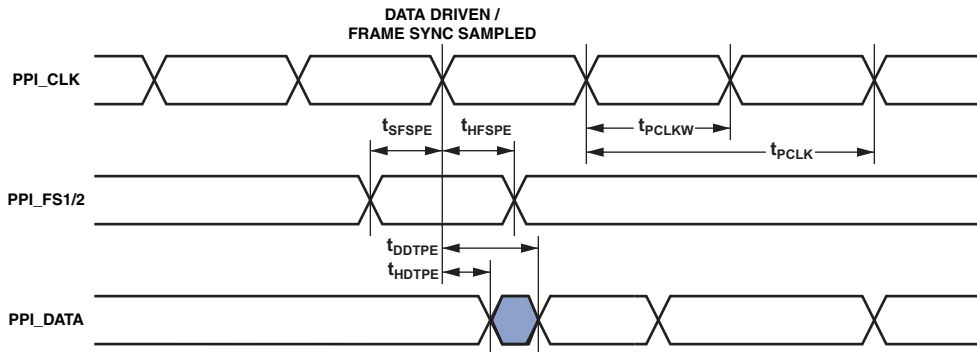 DATA DRIVEN /
FRAME SYNC SAMPLED
PPI_CLK
tSFSPE
tHFSPE
tPCLKW
tPCLK
PPI_FS1/2
tDDTPE
tHDTPE
PPI_DATA